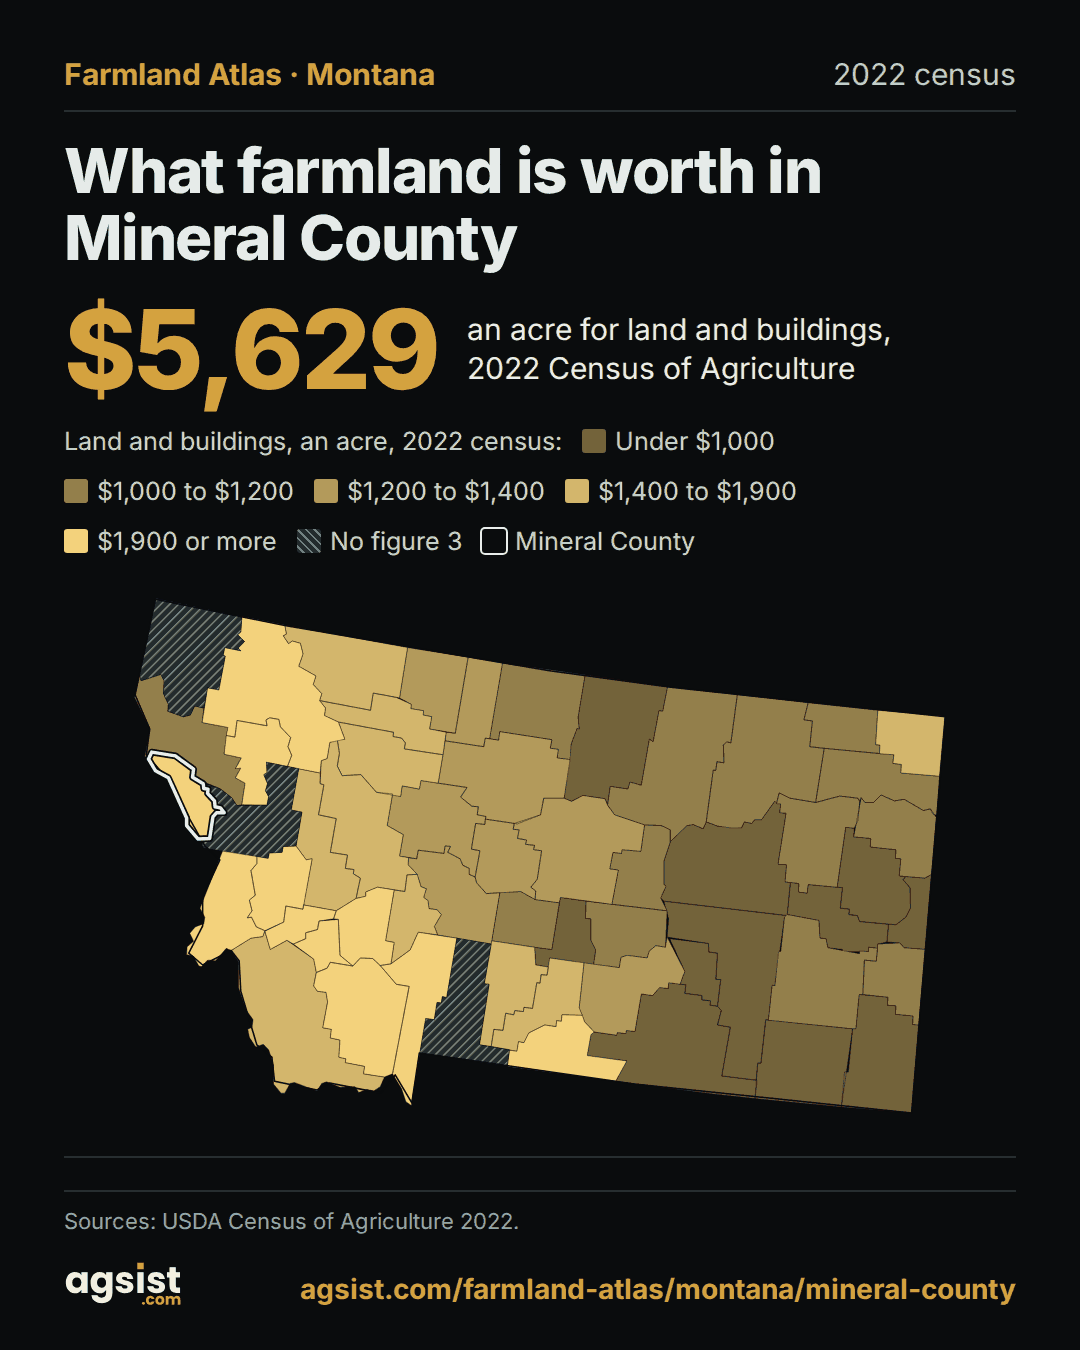 Farmland Atlas · Montana
2022 census
What farmland is worth in
Mineral County
$5,629
an acre for land and buildings,
2022 Census of Agriculture
Land and buildings, an acre, 2022 census: Under $1,000
$1,000 to $1,200 $1,200 to $1,400 $1,400 to $1,900
$1,900 or more No figure 3 Mineral County
Sources: USDA Census of Agriculture 2022.
agsist
.com
agsist.com/farmland-atlas/montana/mineral-county